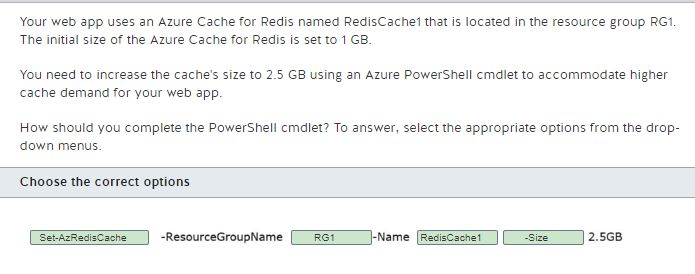 Your web app uses an Azure Cache for Redis named RedisCache1 that is located in the resource group RG1.
The initial size of the Azure Cache for Redis is set to 1 GB.
You need to increase the cache's size to 2.5 GB using an Azure PowerShell cmdlet to accommodate higher
cache demand for your web app.
How should you complete the PowerShell cmdlet? To answer, select the appropriate options from the drop-
down menus.
Choose the correct options
Set-AzRedisCache -ResourceGroupName RG1 -Name RedisCache1 -Size 2.5GB